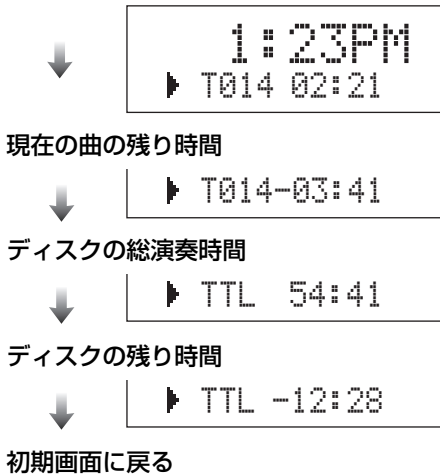 1:23PM
T014 02:21
現在の曲の残り時間
T014-03:41
ディスクの総演奏時間
TTL 54:41
ディスクの残り時間
TTL -12:28
初期画面に戻る